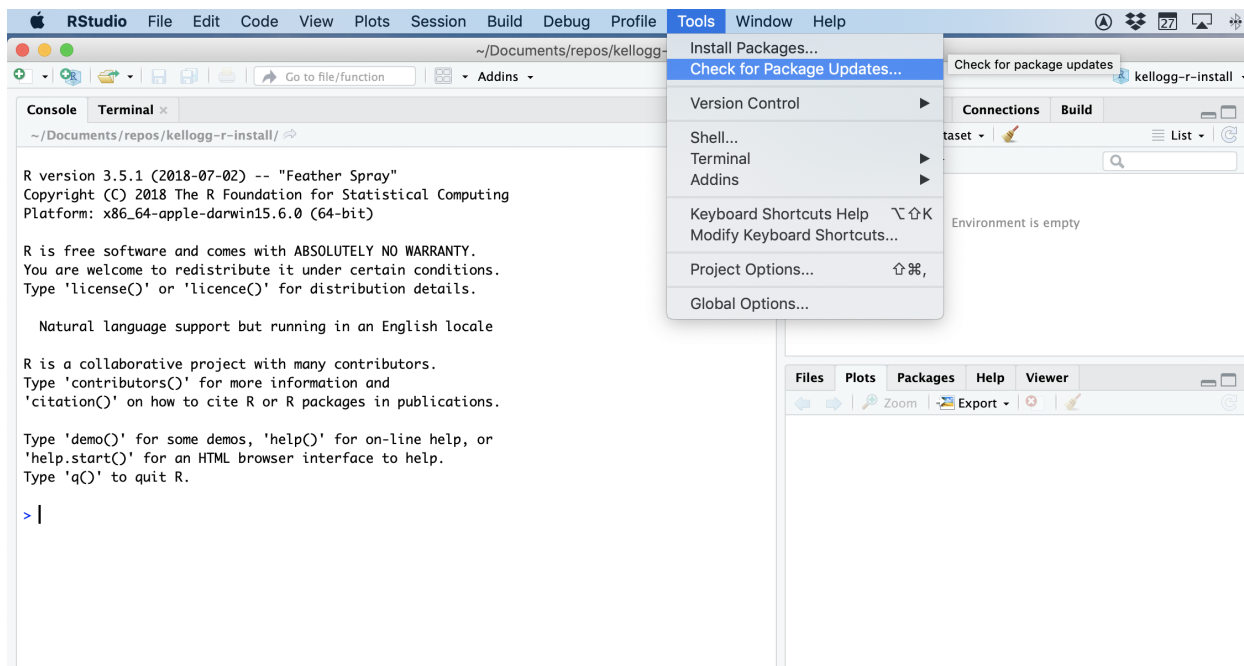 RStudio File Edit Code View Plots Session Build Debug Profile Tools Window Help 27
~/Documents/repos/kellogg-
Go to file/function Addins kellogg-r-install
Install Packages...
Check for Package Updates...
Check for package updates
Version Control
Shell...
Terminal
Addins
Keyboard Shortcuts Help ⌥⇧K
Modify Keyboard Shortcuts...
Project Options... ⇧⌘,
Global Options...
Console Terminal
~/Documents/repos/kellogg-r-install/
R version 3.5.1 (2018-07-02) -- "Feather Spray"
Copyright (C) 2018 The R Foundation for Statistical Computing
Platform: x86_64-apple-darwin15.6.0 (64-bit)
R is free software and comes with ABSOLUTELY NO WARRANTY.
You are welcome to redistribute it under certain conditions.
Type 'license()' or 'licence()' for distribution details.
Natural language support but running in an English locale
R is a collaborative project with many contributors.
Type 'contributors()' for more information and
'citation()' on how to cite R or R packages in publications.
Type 'demo()' for some demos, 'help()' for on-line help, or
'help.start()' for an HTML browser interface to help.
Type 'q()' to quit R.
>
Connections Build
taset List
Environment is empty
Files Plots Packages Help Viewer
Zoom Export